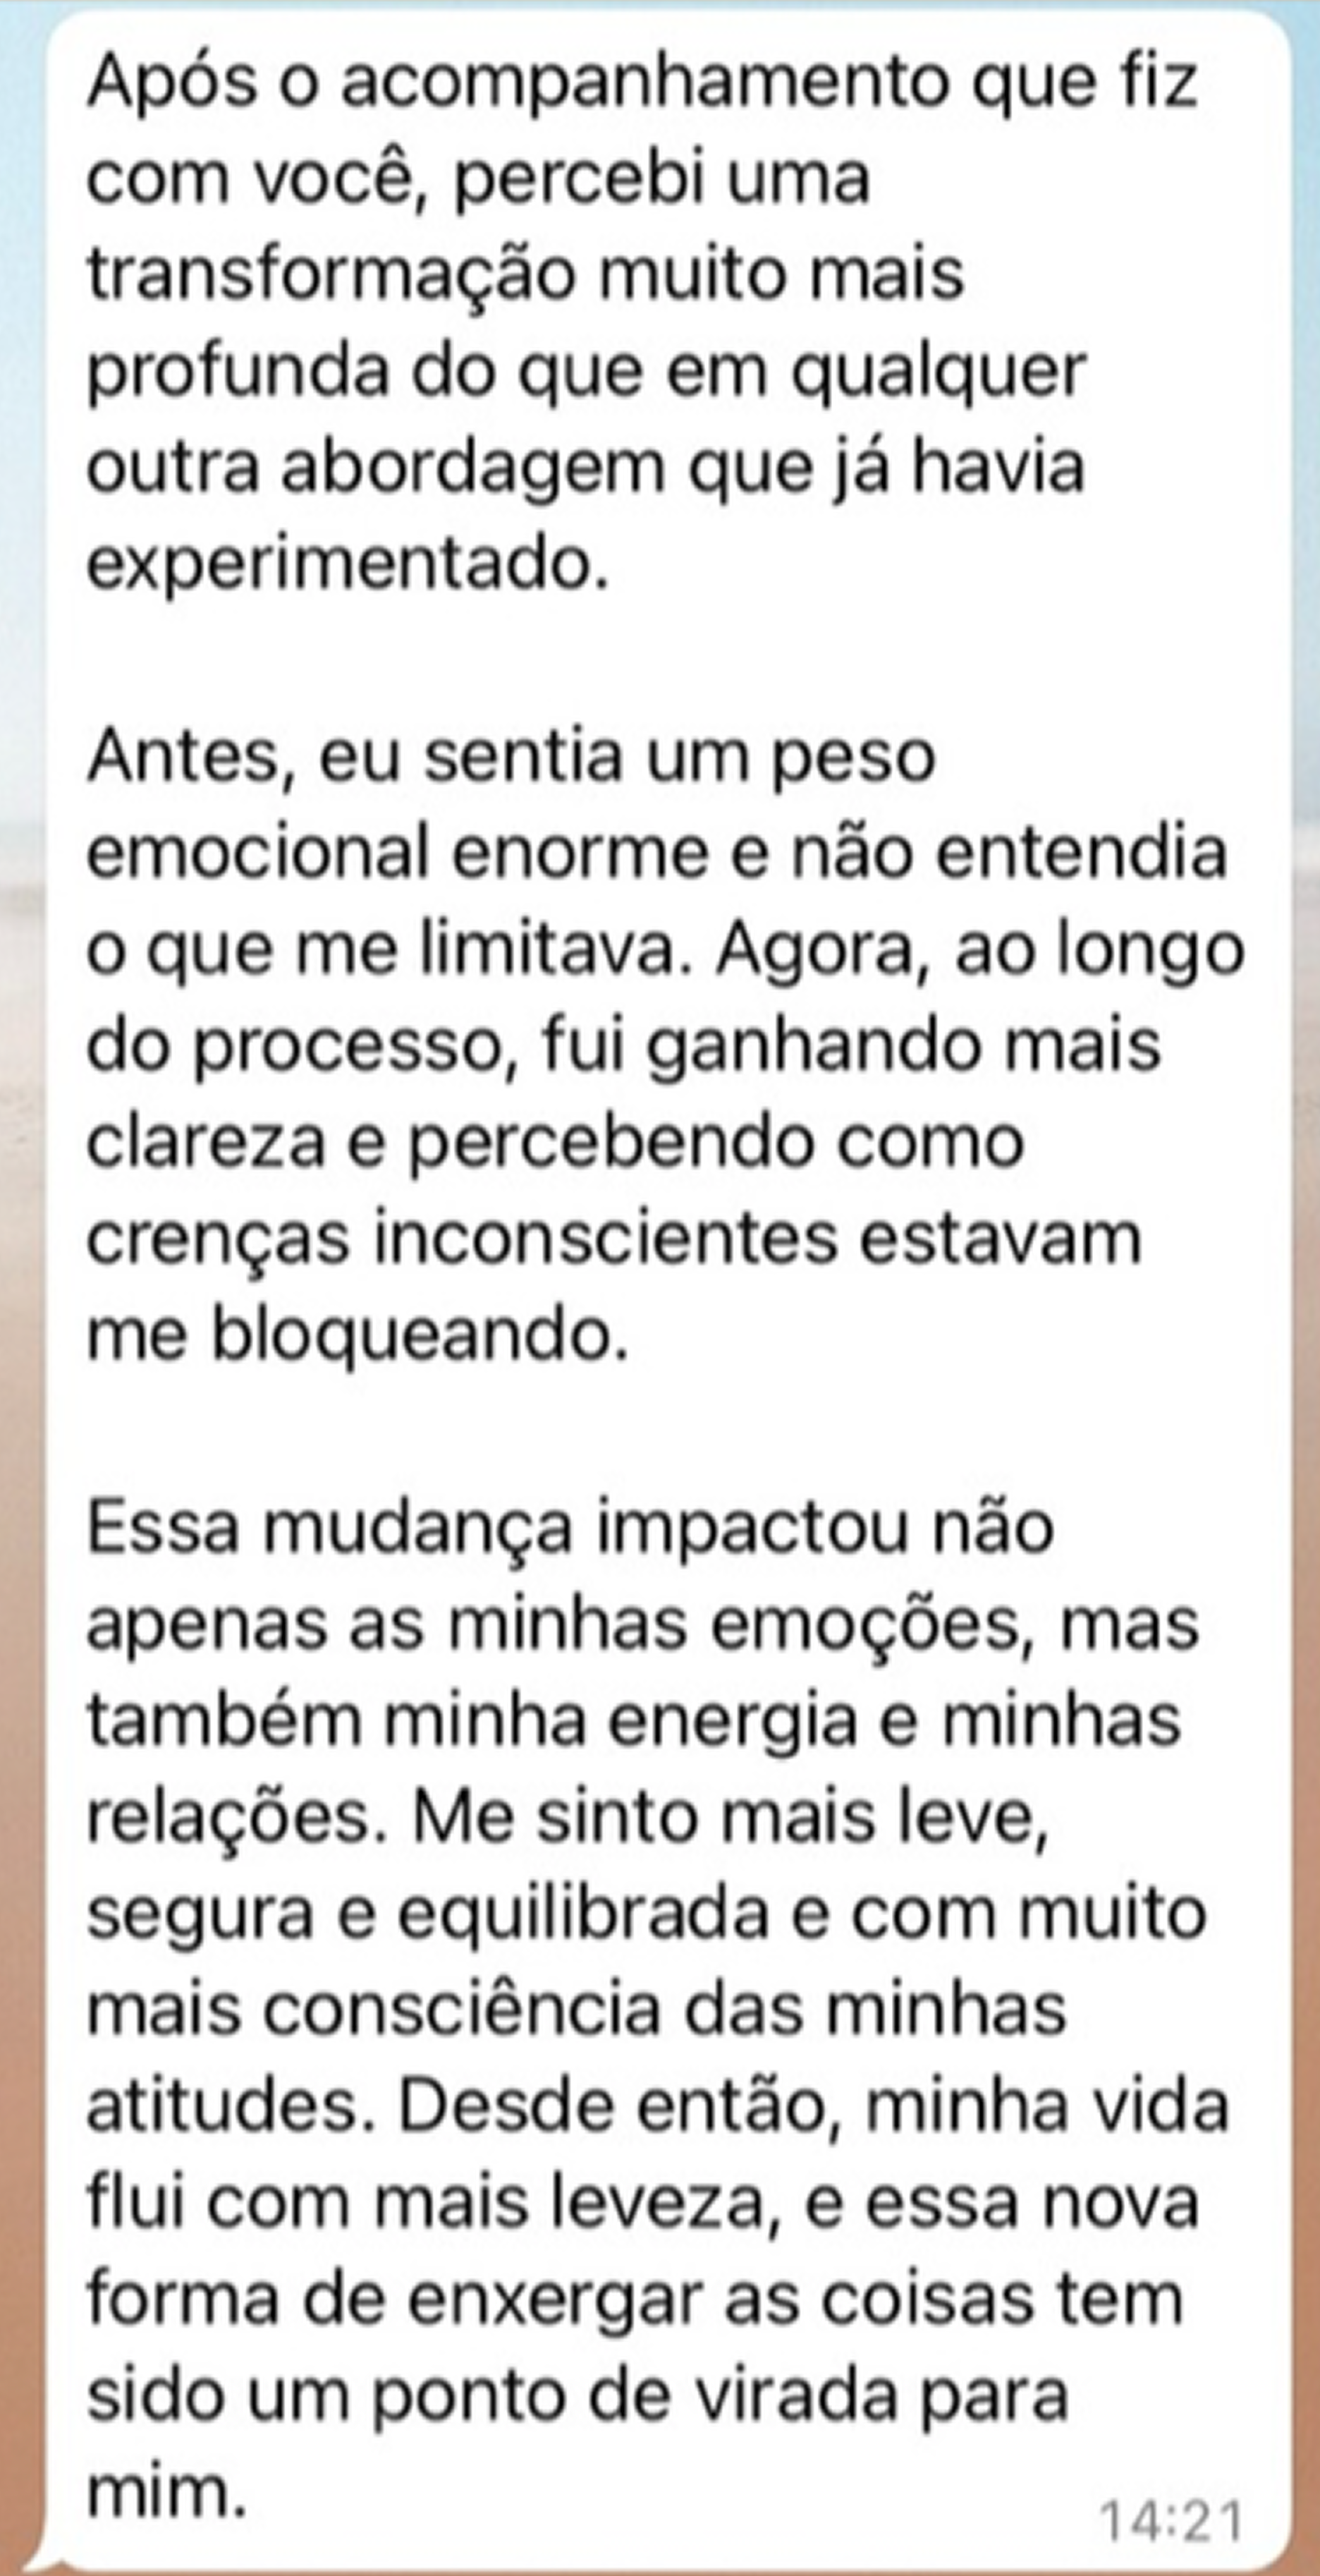 Após o acompanhamento que fiz
com você, percebi uma
transformação muito mais
profunda do que em qualquer
outra abordagem que já havia
experimentado.
Antes, eu sentia um peso
emocional enorme e não entendia
o que me limitava. Agora, ao longo
do processo, fui ganhando mais
clareza e percebendo como
crenças inconscientes estavam
me bloqueando.
Essa mudança impactou não
apenas as minhas emoções, mas
também minha energia e minhas
relações. Me sinto mais leve,
segura e equilibrada e com muito
mais consciência das minhas
atitudes. Desde então, minha vida
flui com mais leveza, e essa nova
forma de enxergar as coisas tem
sido um ponto de virada para
mim.
14:21